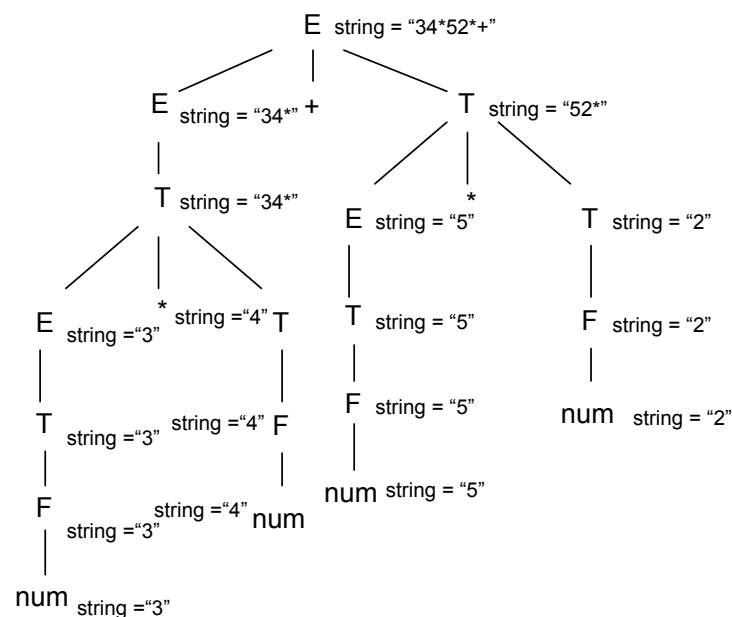 E string = “34*52*+”
E string = “34*” + T string = “52*”
T string = “34*” E string = “5” * T string = “2”
E string =“3” * string =“4” T T string = “5” F string = “2”
T string =“3” string =“4” F F string = “5” num string = “2”
F string =“3” string =“4” num num string = “5”
num string =“3”